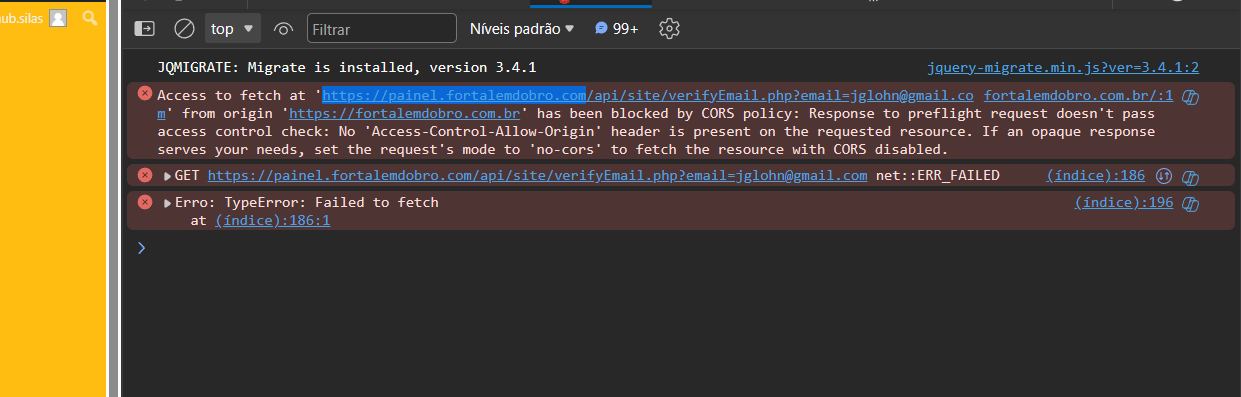 ub.silas
top
Filtrar
Níveis padrão
99+
JQMIGRATE: Migrate is installed, version 3.4.1 jquery-migrate.min.js?ver=3.4.1:2
Access to fetch at 'https://painel.fortalemdobro.com/api/site/verifyEmail.php?email=jglohn@gmail.co fortalemdobro.com.br/:1
m' from origin 'https://fortalemdobro.com.br' has been blocked by CORS policy: Response to preflight request doesn't pass
access control check: No 'Access-Control-Allow-Origin' header is present on the requested resource. If an opaque response
serves your needs, set the request's mode to 'no-cors' to fetch the resource with CORS disabled.
GET https://painel.fortalemdobro.com/api/site/verifyEmail.php?email=jglohn@gmail.com net::ERR_FAILED (índice):186
Erro: TypeError: Failed to fetch (índice):196
at (índice):186:1